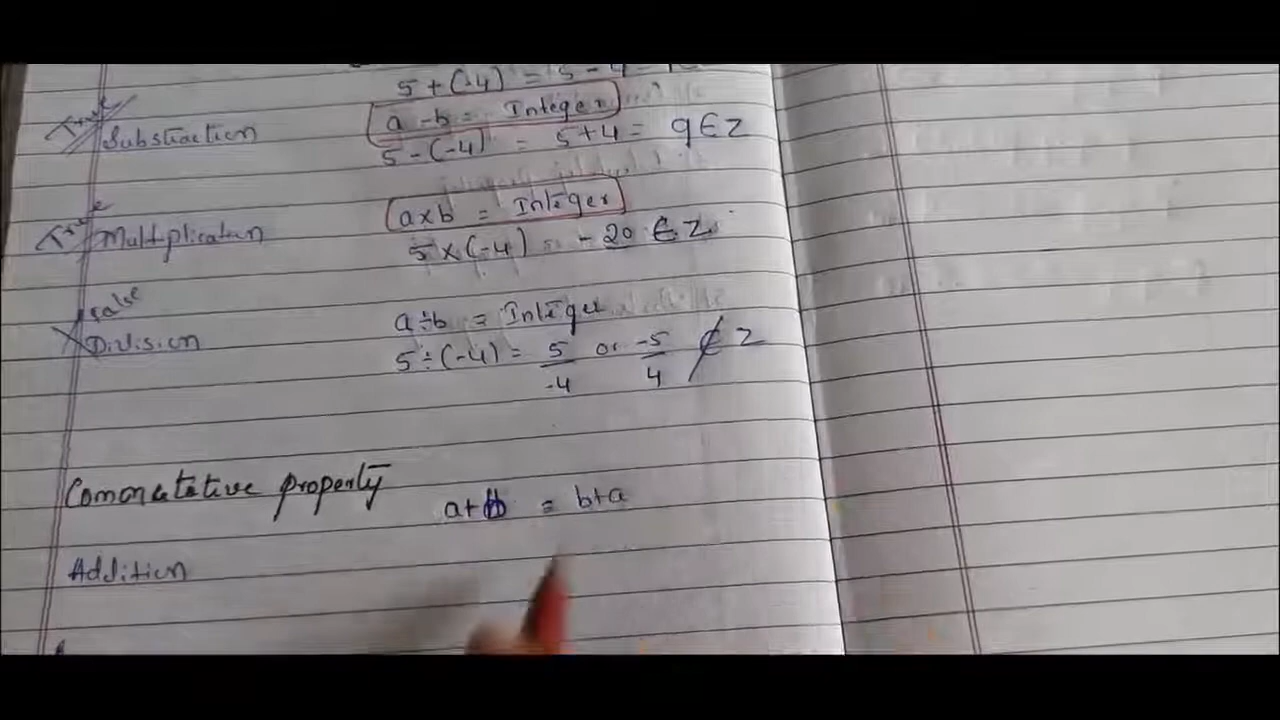 5 + (-4) = 5 - 4
True
Substraction
a - b = Integer
5 - (-4) = 5 + 4 = 9 ∈ Z
True
Multiplication
a × b = Integer
5 × (-4) = -20 ∈ Z
False
Division
a ÷ b = Integer
5 ÷ (-4) = 5/-4 or -5/4 ∉ Z
Commutative property
a + b = b + a
Addition